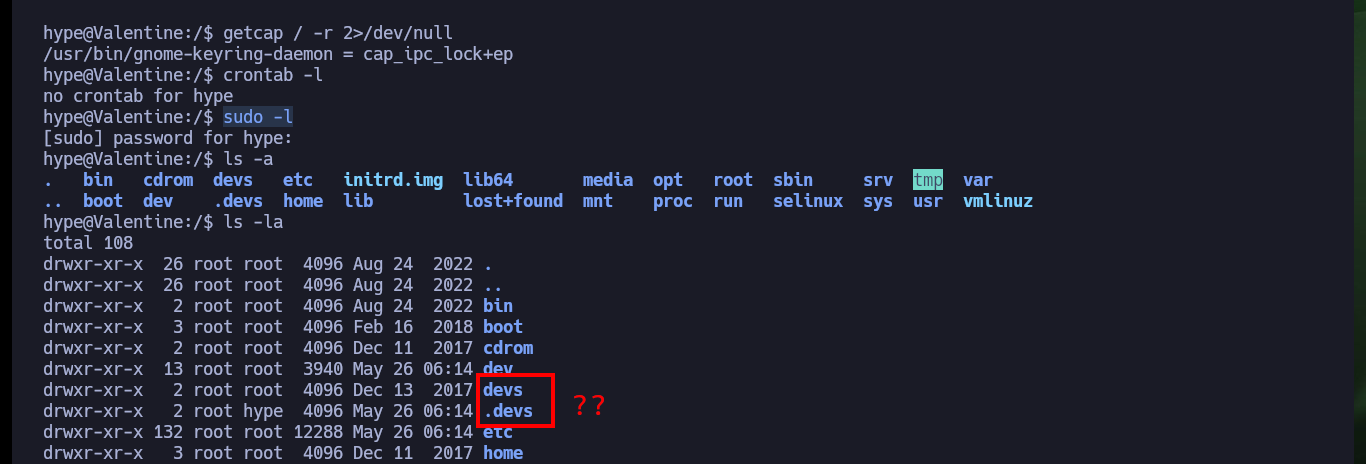 hype@Valentine:/$ getcap / -r 2>/dev/null
/usr/bin/gnome-keyring-daemon = cap_ipc_lock+ep
hype@Valentine:/$ crontab -l
no crontab for hype
hype@Valentine:/$ sudo -l
[sudo] password for hype:
hype@Valentine:/$ ls -a
.   bin   cdrom  devs   etc   initrd.img  lib64       media  opt   root  sbin     srv  tmp  var
..  boot  dev    .devs  home  lib         lost+found  mnt    proc  run   selinux  sys  usr  vmlinuz
hype@Valentine:/$ ls -la
total 108
drwxr-xr-x  26 root root  4096 Aug 24  2022 .
drwxr-xr-x  26 root root  4096 Aug 24  2022 ..
drwxr-xr-x   2 root root  4096 Aug 24  2022 bin
drwxr-xr-x   3 root root  4096 Feb 16  2018 boot
drwxr-xr-x   2 root root  4096 Dec 11  2017 cdrom
drwxr-xr-x  13 root root  3940 May 26 06:14 dev
drwxr-xr-x   2 root root  4096 Dec 13  2017 devs
drwxr-xr-x   2 root hype  4096 May 26 06:14 .devs ??
drwxr-xr-x 132 root root 12288 May 26 06:14 etc
drwxr-xr-x   3 root root  4096 Dec 11  2017 home